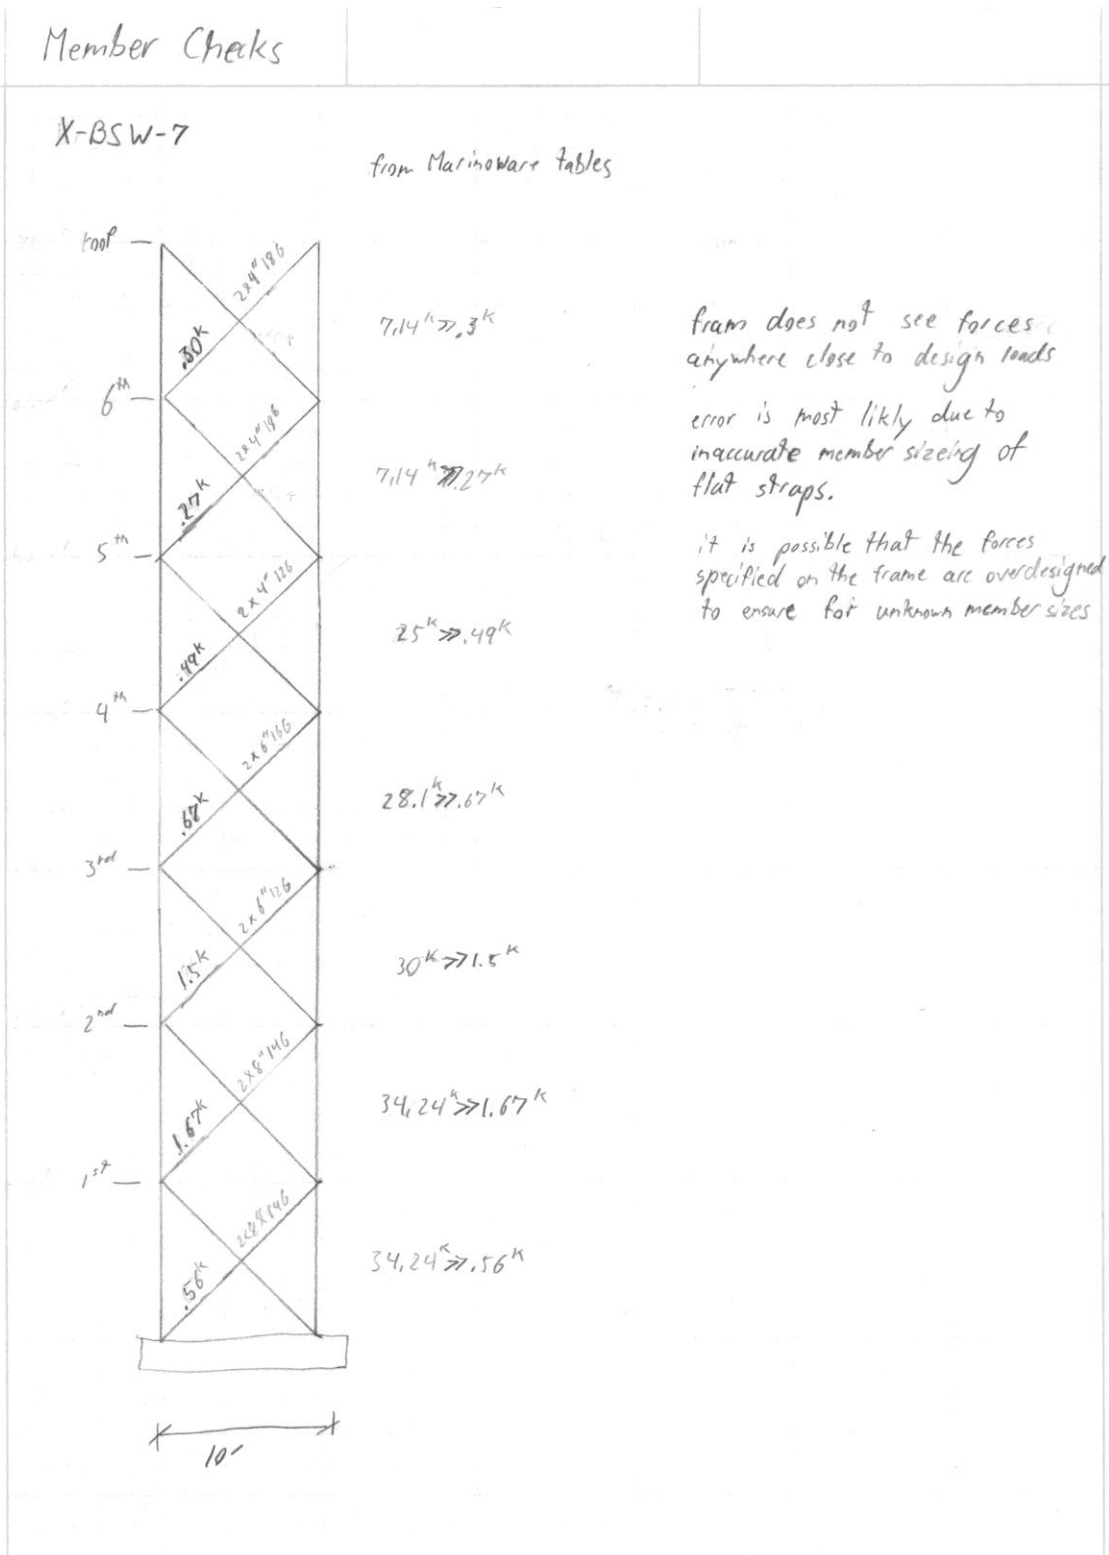 Member Checks
X-BSW-7
from Marinoware tables
roof
2x4" 18G
.30k
7.14k >> .3k
6th
2x4" 18G
.27k
7.14k >> .27k
5th
2x4" 12G
.49k
25k >> .49k
4th
2x6" 16G
.67k
28.1k >> .67k
3rd
2x6" 12G
1.5k
30k >> 1.5k
2nd
2x8" 14G
1.67k
34.24k >> 1.67k
1st
2x8" 14G
.56k
34.24k >> .56k
10'
fram does not see forces
anywhere close to design loads
error is most likly due to
inaccurate member sizeing of
flat straps.
it is possible that the forces
specified on the frame are overdesigned
to ensure for unknown member sizes